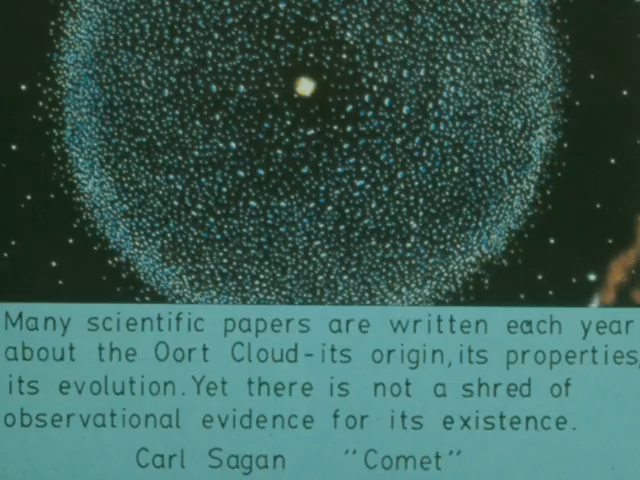 Many scientific papers are written each year
about the Oort Cloud-its origin, its properties,
its evolution. Yet there is not a shred of
observational evidence for its existence.
Carl Sagan "Comet"